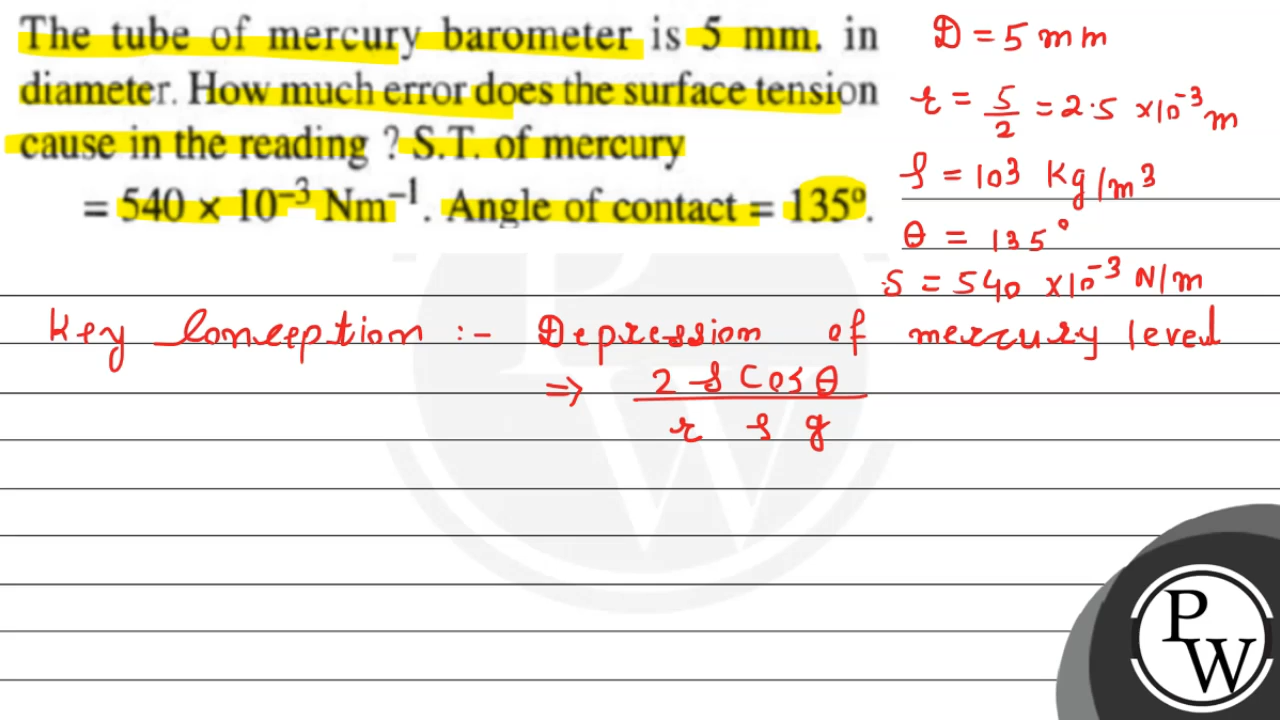 The tube of mercury barometer is 5 mm. in
diameter. How much error does the surface tension
cause in the reading ? S.T. of mercury
= 540 × 10⁻³ Nm⁻¹. Angle of contact = 135º.
D = 5 mm
r = 5/2 = 2.5 ×10⁻³ m
ρ = 10³ Kg/m³
θ = 135°
S = 540 ×10⁻³ N/m
Key Conception :- Depression of mercury level
⇒ 2 S Cos θ / r ρ g
PW